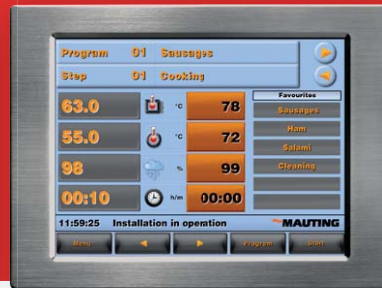 Program 01 Sausages
Step 01 Cooking
63.0 °C 78
55.0 °C 72
98 % 99
00:10 h/m 00:00
Favourites
Sausages
Ham
Salami
Cleaning
11:59:25 Installation in operation MAUTING
Menu Program Start